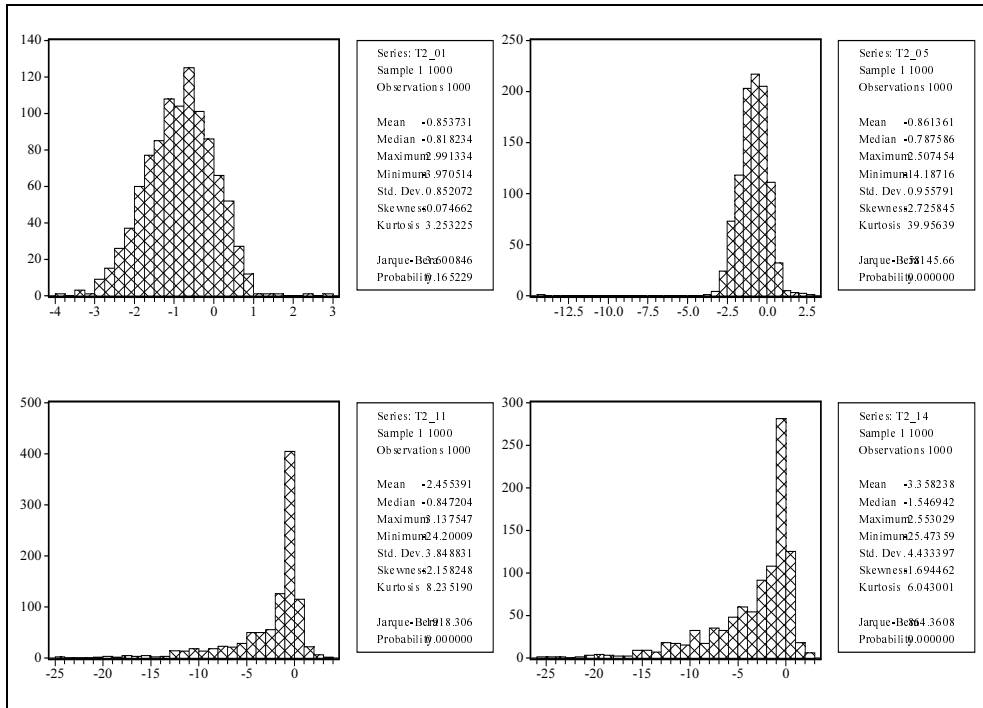 140
120
100
80
60
40
20
0
-4 -3 -2 -1 0 1 2 3
Series: T2_01
Sample 1 1000
Observations 1000
Mean -0.853731
Median -0.818234
Maximum 2.991334
Minimum -3.970514
Std. Dev. 0.852072
Skewness -0.074662
Kurtosis 3.253225
Jarque-Bera 3.600846
Probability 0.165229
250
200
150
100
50
0
-12.5 -10.0 -7.5 -5.0 -2.5 0.0 2.5
Series: T2_05
Sample 1 1000
Observations 1000
Mean -0.861361
Median -0.787586
Maximum 2.507454
Minimum -14.18716
Std. Dev. 0.955791
Skewness -2.725845
Kurtosis 39.95639
Jarque-Bera 58145.66
Probability 0.000000
500
400
300
200
100
0
-25 -20 -15 -10 -5 0
Series: T2_11
Sample 1 1000
Observations 1000
Mean -2.455391
Median -0.847204
Maximum 3.137547
Minimum -24.20009
Std. Dev. 3.848831
Skewness -2.158248
Kurtosis 8.235190
Jarque-Bera 1918.306
Probability 0.000000
300
250
200
150
100
50
0
-25 -20 -15 -10 -5 0
Series: T2_14
Sample 1 1000
Observations 1000
Mean -3.358238
Median -1.546942
Maximum 2.553029
Minimum -25.47359
Std. Dev. 4.433397
Skewness -1.694462
Kurtosis 6.043001
Jarque-Bera 864.3608
Probability 0.000000